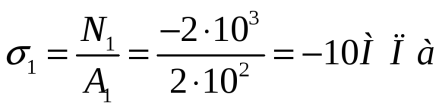 σ₁ = N₁/A₁ = −2·10³/2·10² = −10Ì Ï à